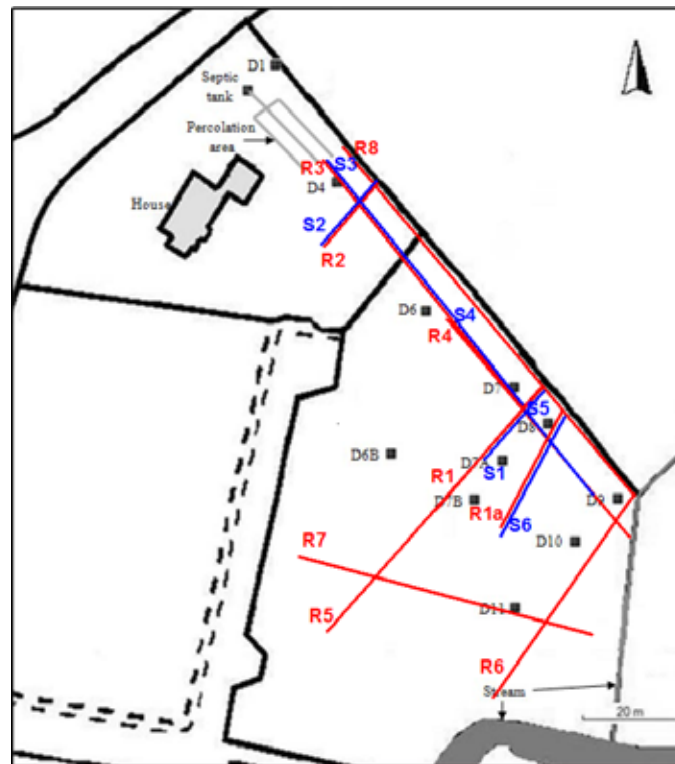 D1
Septic
tank
Percolation
area
R8
S3
R3
D4
House
S2
R2
D6
S4
R4
D7
S5
D8
D6B
D7A
S1
R1
D7B
R1a
D9
S6
R7
D10
D11
R5
R6
Stream
20 m